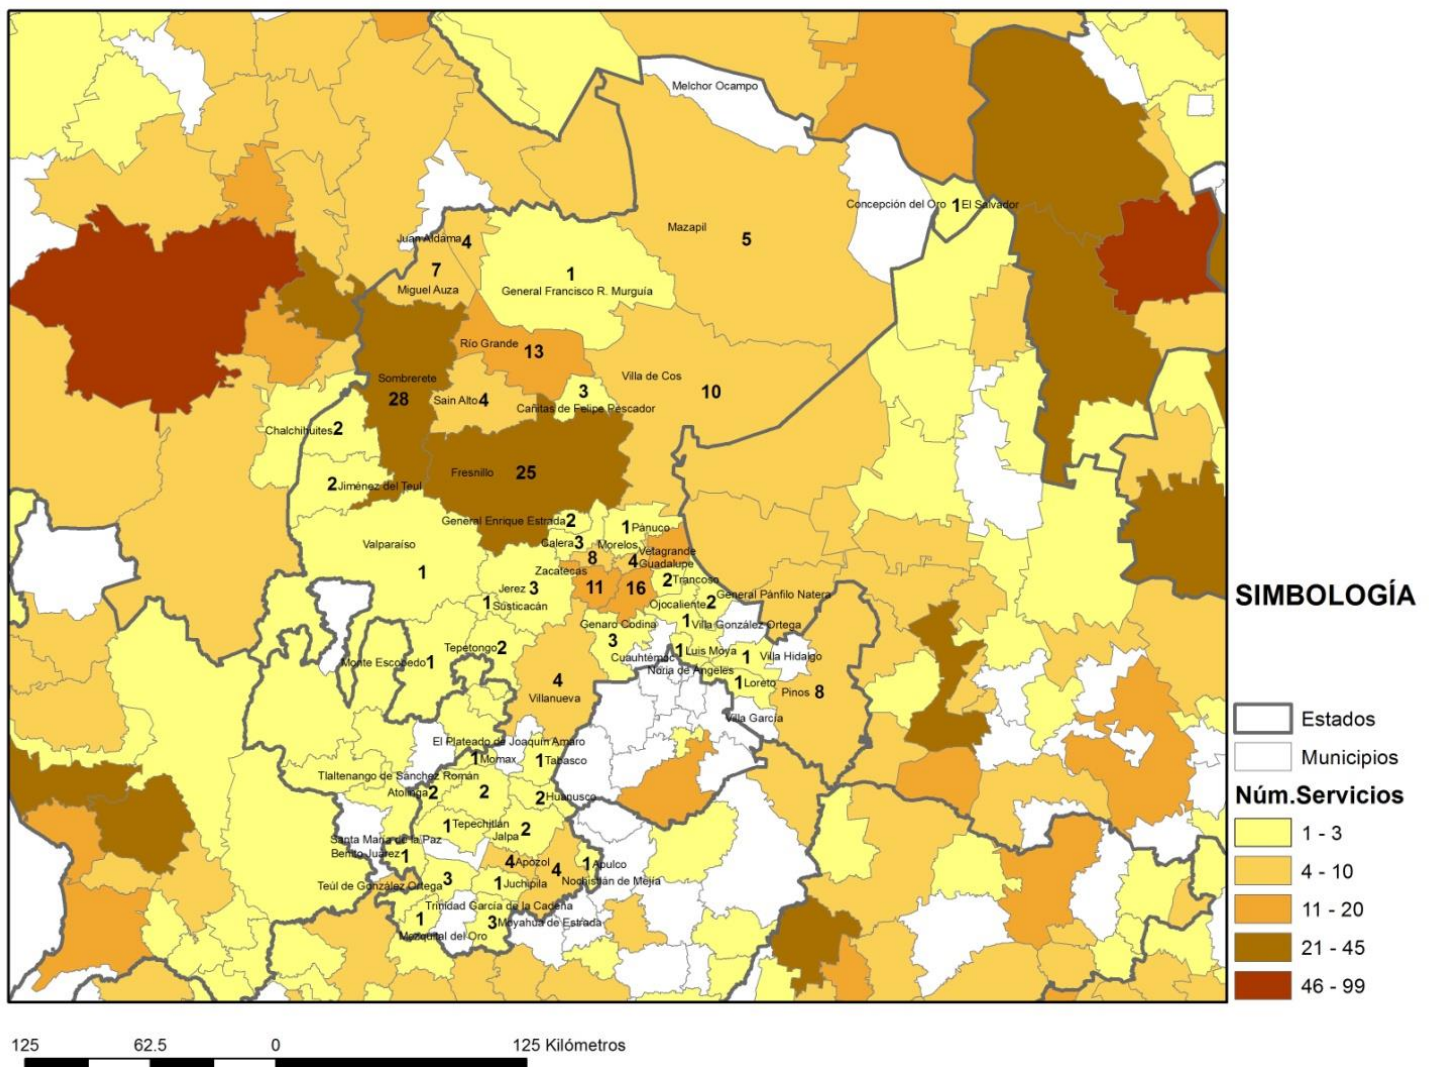 Melchor Ocampo
Concepción del Oro
1 El Salvador
Mazapil
5
Juan Aldama 4
7
Miguel Auza
1
General Francisco R. Murguía
Río Grande 13
Sombrerete
28
Sain Alto 4
3
Cañitas de Felipe Pescador
Villa de Cos
10
Chalchihuites 2
2 Jiménez del Teul
Fresnillo 25
General Enrique Estrada 2
1 Pánuco
Calera 3
Morelos
Valparaíso
1
8
4
Vetagrande
Guadalupe
Zacatecas
11
16
2 Trancoso
Jerez 3
1 Susticacán
Ojocaliente 2
General Pánfilo Natera
Genaro Codina
3
1 Villa González Ortega
Tepetongo 2
Monte Escobedo 1
Cuauhtémoc
1 Luis Moya
1
Villa Hidalgo
Noria de Angeles
1 Loreto
Pinos 8
4
Villanueva
Villa García
El Plateado de Joaquín Amaro
1 Momax
1 Tabasco
Tlaltenango de Sánchez Román
Atolinga 2
2
2 Huanusco
1 Tepechitlán
Jalpa 2
Santa María de la Paz
Benito Juárez 1
4 Apozol
4
1 Apulco
Nochistlán de Mejía
Teúl de González Ortega 3
1 Juchipila
Trinidad García de la Cadena
1
3 Moyahua de Estrada
Mezquital del Oro
SIMBOLOGÍA
Estados
Municipios
Núm.Servicios
1 - 3
4 - 10
11 - 20
21 - 45
46 - 99
125 62.5 0 125 Kilómetros